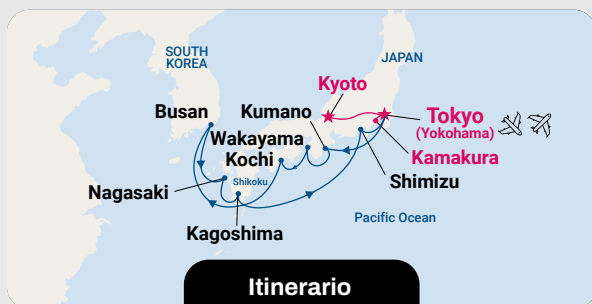 SOUTH
KOREA
JAPAN
Kyoto
Busan
Kumano
Tokyo
(Yokohama)
Wakayama
Kochi
Kamakura
Shikoku
Shimizu
Nagasaki
Pacific Ocean
Kagoshima
Itinerario